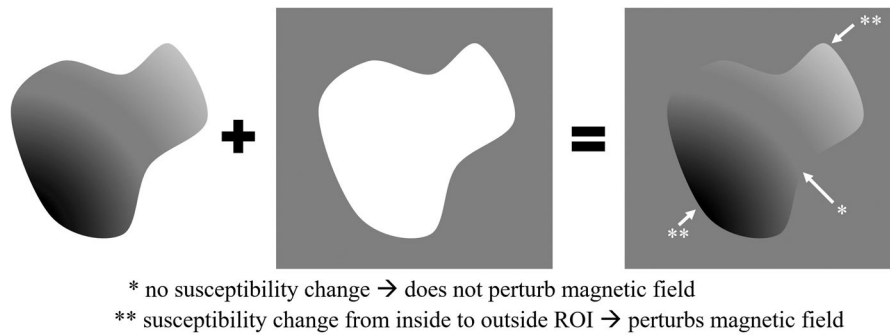 +
=
**
*
**
* no susceptibility change → does not perturb magnetic field
** susceptibility change from inside to outside ROI → perturbs magnetic field